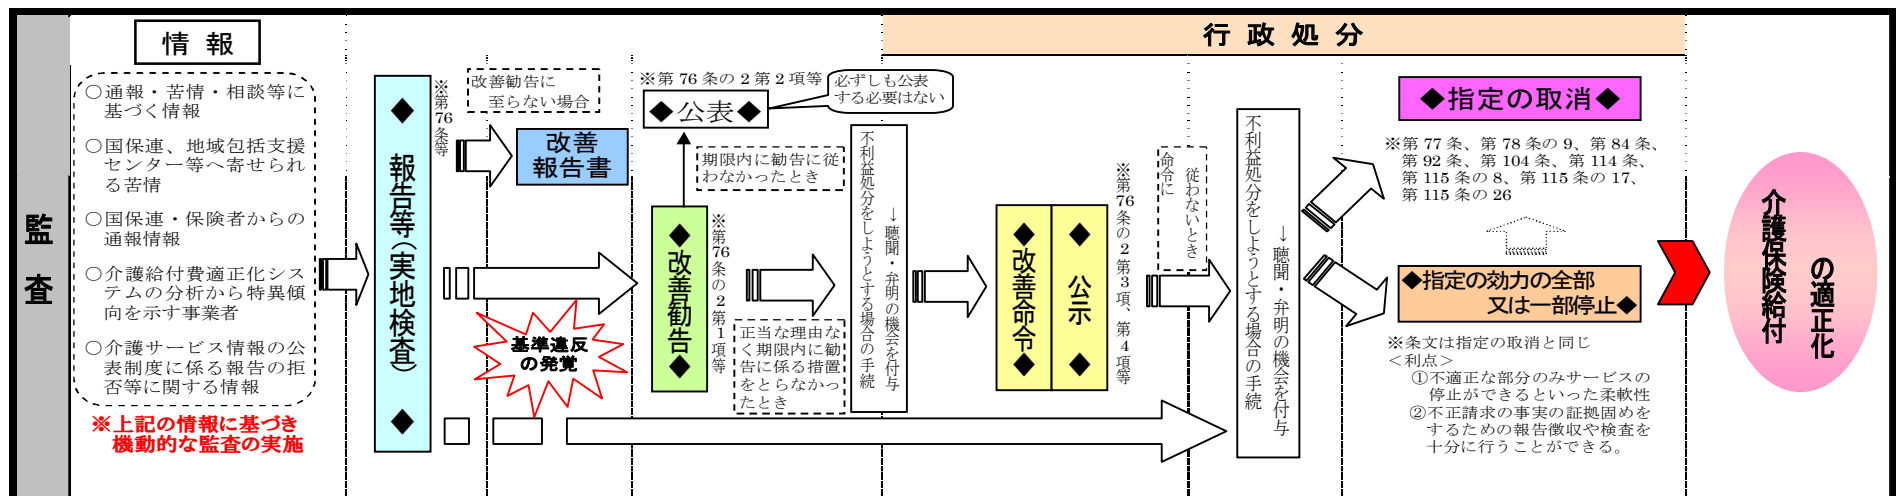 監査
情報
○通報・苦情・相談等に
基づく情報
○国保連、地域包括支援
センター等へ寄せられ
る苦情
○国保連・保険者からの
通報情報
○介護給付費適正化シス
テムの分析から特異傾
向を示す事業者
○介護サービス情報の公
表制度に係る報告の拒
否等に関する情報
※上記の情報に基づき
機動的な監査の実施
◆報告等(実地検査)◆
※第76条等
改善勧告に
至らない場合
改善
報告書
基準違反
の発覚
※第76条の2第2項等
◆公表◆
必ずしも公表
する必要はない
期限内に勧告に従
わなかったとき
◆改善勧告◆
※第76条の2第1項等
正当な理由な
く期限内に勧
告に係る措置
をとらなかっ
たとき
不利益処分をしようとする場合の手続
→聴聞・弁明の機会を付与
行政処分
◆改善命令◆
◆公示◆
※第76条の2第3項、第4項等
命令に
従わないとき
不利益処分をしようとする場合の手続
→聴聞・弁明の機会を付与
◆指定の取消◆
※第77条、第78条の9、第84条、
第92条、第104条、第114条、
第115条の8、第115条の17、
第115条の26
◆指定の効力の全部
又は一部停止◆
※条文は指定の取消と同じ
<利点>
①不適正な部分のみサービスの
停止ができるといった柔軟性
②不正請求の事実の証拠固めを
するための報告徴収や検査を
十分に行うことができる。
介護保険給付
の適正化